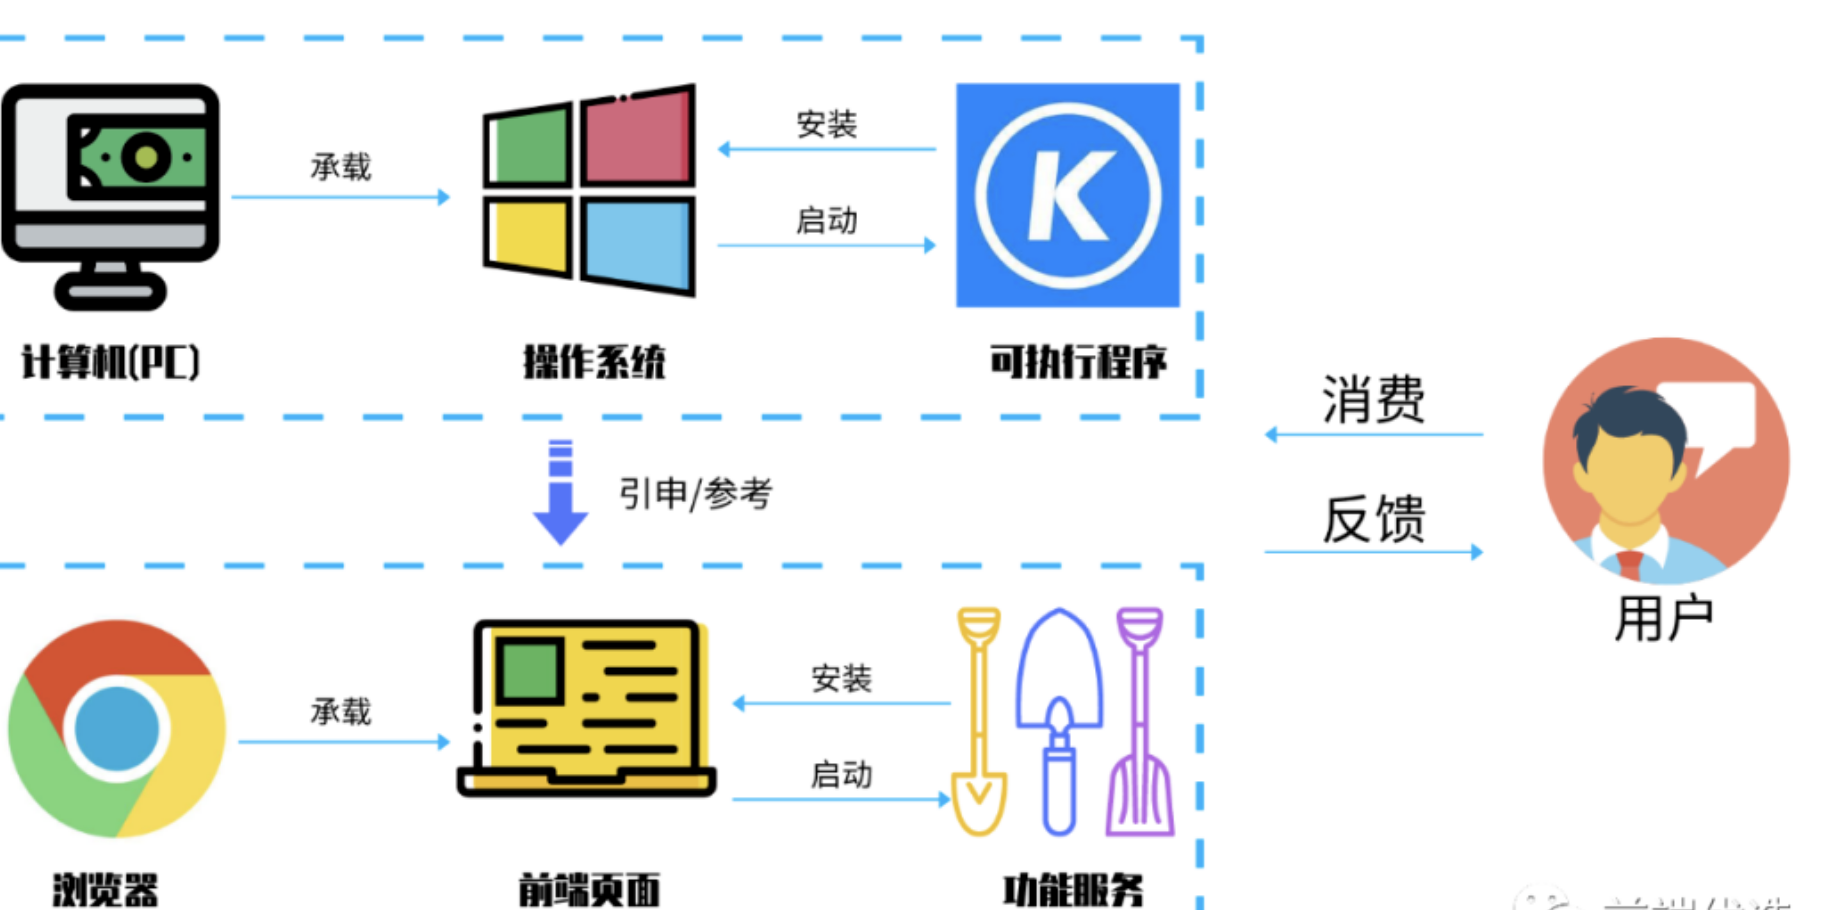 承载
安装
启动
K
计算机(PC)
操作系统
可执行程序
引申/参考
消费
反馈
用户
承载
安装
启动
浏览器
前端页面
功能服务